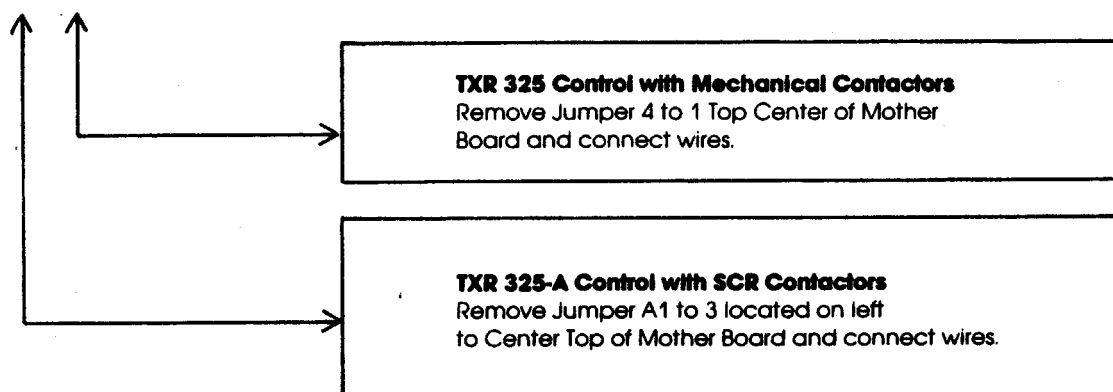 TXR 325 Control with Mechanical Contactors
Remove Jumper 4 to 1 Top Center of Mother
Board and connect wires.
TXR 325-A Control with SCR Contactors
Remove Jumper A1 to 3 located on left
to Center Top of Mother Board and connect wires.